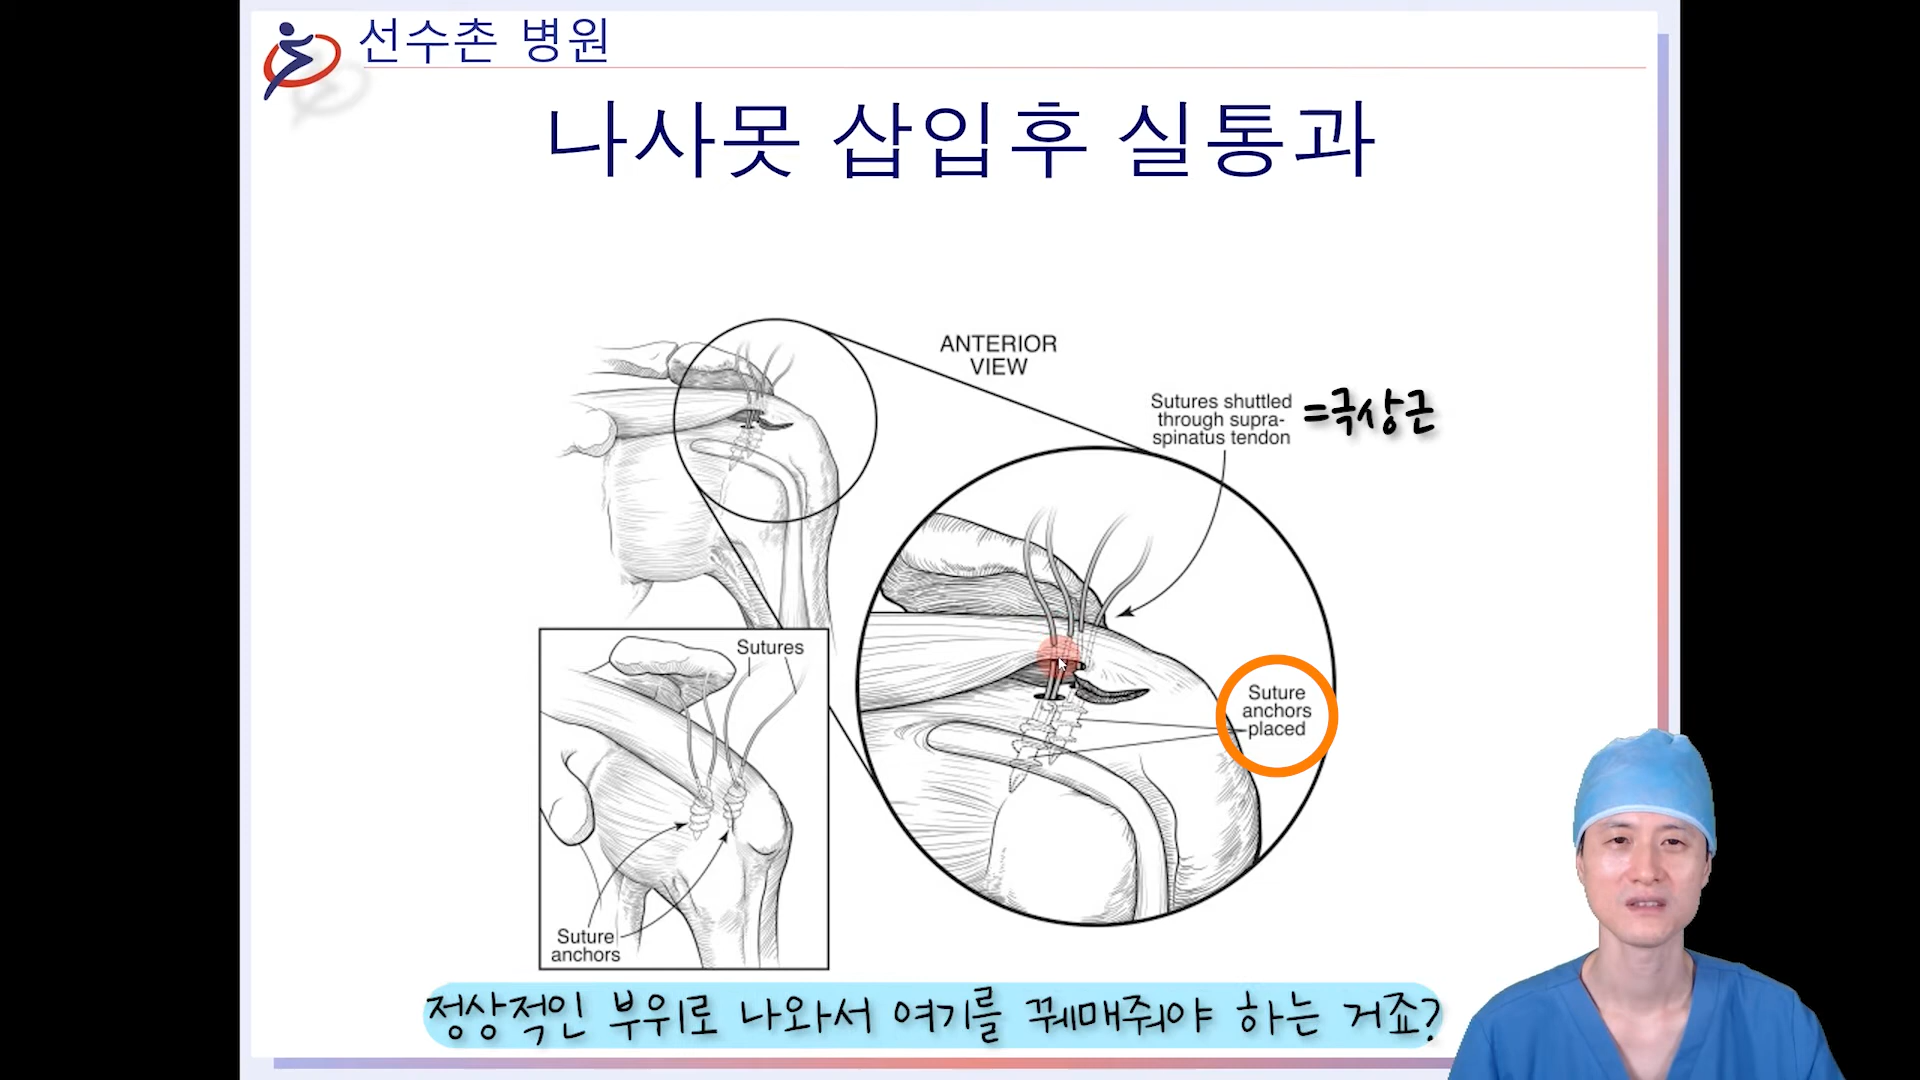 선수촌 병원
나사못 삽입후 실통과
ANTERIOR
VIEW
Sutures shuttled
through supra-
spinatus tendon
=극상근
Sutures
Suture
anchors
placed
Suture
anchors
정상적인 부위로 나와서 여기를 꿰매줘야 하는 거죠?